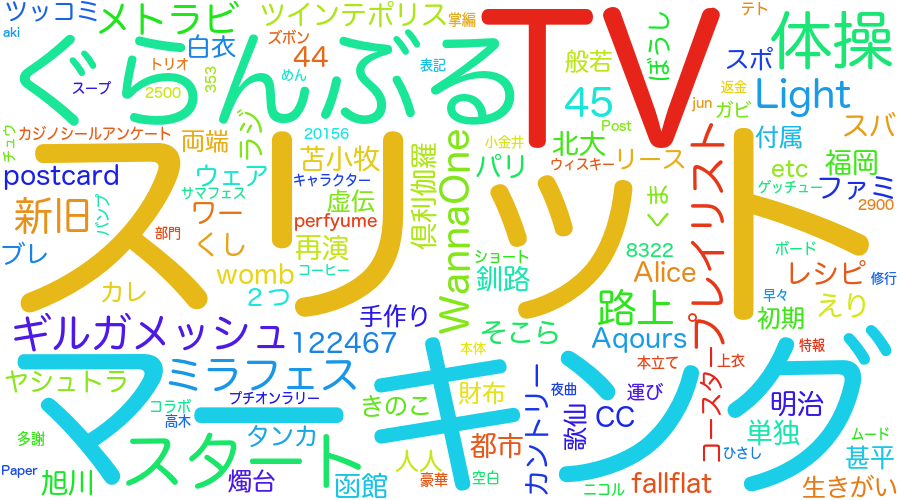 ツッコミ
aki
メトラビ
ツインテポリス
掌編
TV
テト
体操
白衣
ズボン
44
表記
般若
ぼうし
スポ
ぐらんぶる
トリオ
めん
353
スープ
2500
45
返金
Light
jun
ガビ
チュウ
カジノシールアンケート
両端
ラジ
20156
Post
小金井
北大
付属
スバ
スリット
苫小牧
倶利伽羅
WannaOne
パリ
ウィスキー
リース
etc
福岡
postcard
ウェア
キャラクター
サマフェス
虚伝
くま
ゲッチュー
ファミ
新旧
バンプ
ワー
perfyume
プレイリスト
2900
ブレ
部門
くし
再演
ショート
8322
ボード
womb
コーヒー
釧路
Alice
レシピ
修行
カレ
2つ
路上
早々
えり
ギルガメッシュ
手作り
122467
そこら
Aqours
初期
本体
特報
マーキング
ヤシュトラ
ミラフェス
本立て
上衣
コースター
夜曲
運び
明治
コラボ
プチオンラリー
きのこ
財布
カントリー
歌仙
CC
高木
タンカ
単独
ひさし
多謝
スタート
都市
ムード
Paper
旭川
燭台
函館
人人
豪華
空白
ニコル
fallflat
甚平
生きがい